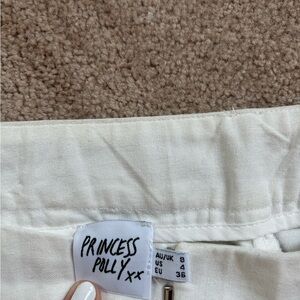 PRINCESS
POLLY xx
AU/UK 8
US 4
EU 36